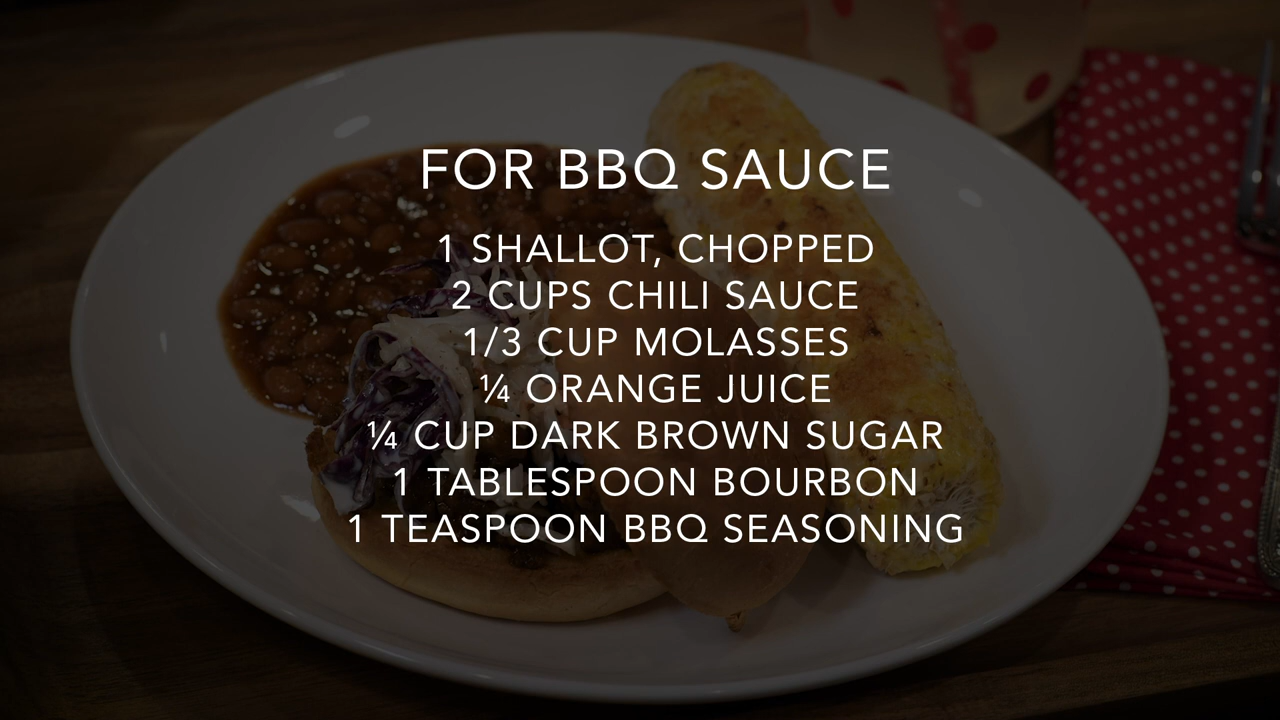 FOR BBQ SAUCE
1 SHALLOT, CHOPPED
2 CUPS CHILI SAUCE
1/3 CUP MOLASSES
¼ ORANGE JUICE
¼ CUP DARK BROWN SUGAR
1 TABLESPOON BOURBON
1 TEASPOON BBQ SEASONING